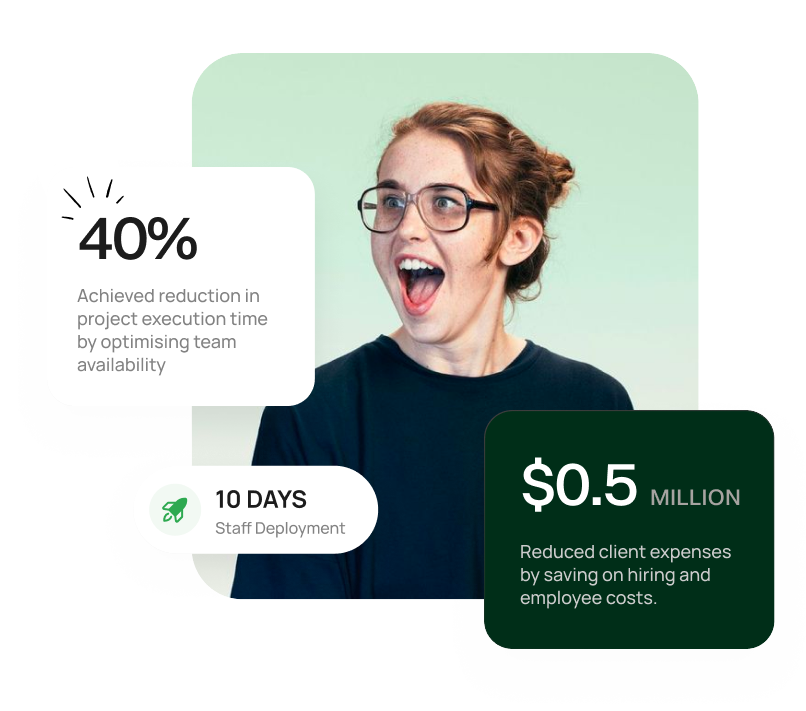 40%
Achieved reduction in
project execution time
by optimising team
availability
10 DAYS
Staff Deployment
$0.5 MILLION
Reduced client expenses
by saving on hiring and
employee costs.